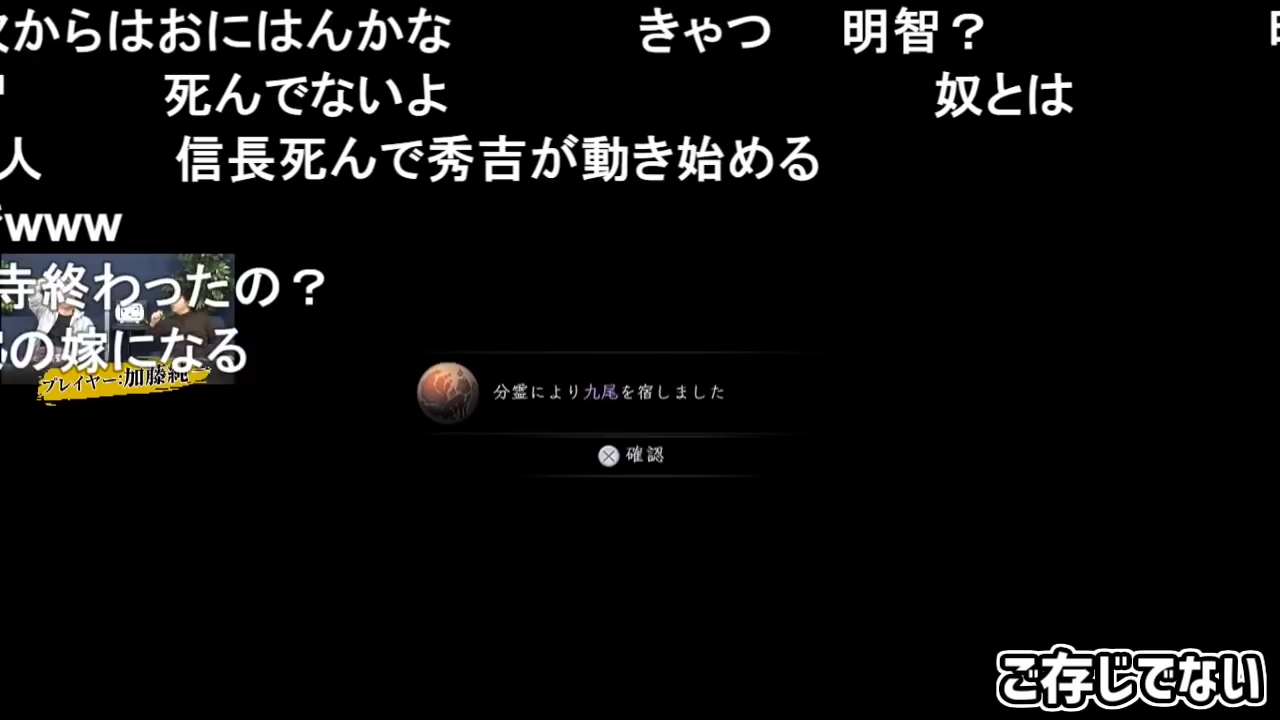 からはおにはんかな きゃつ 明智？
死んでないよ 奴とは
人 信長死んで秀吉が動き始める
www
寺終わったの？
の嫁になる
プレイヤー:加藤純
分霊により九尾を宿しました
確認
ご存じでない